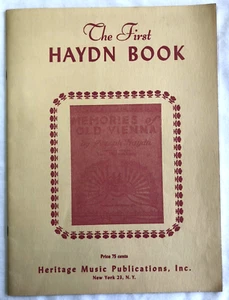 The First
HAYDN BOOK
MEMORIES of
OLD VIENNA
Price 75 cents
Heritage Music Publications, Inc.
New York 23, N. Y.